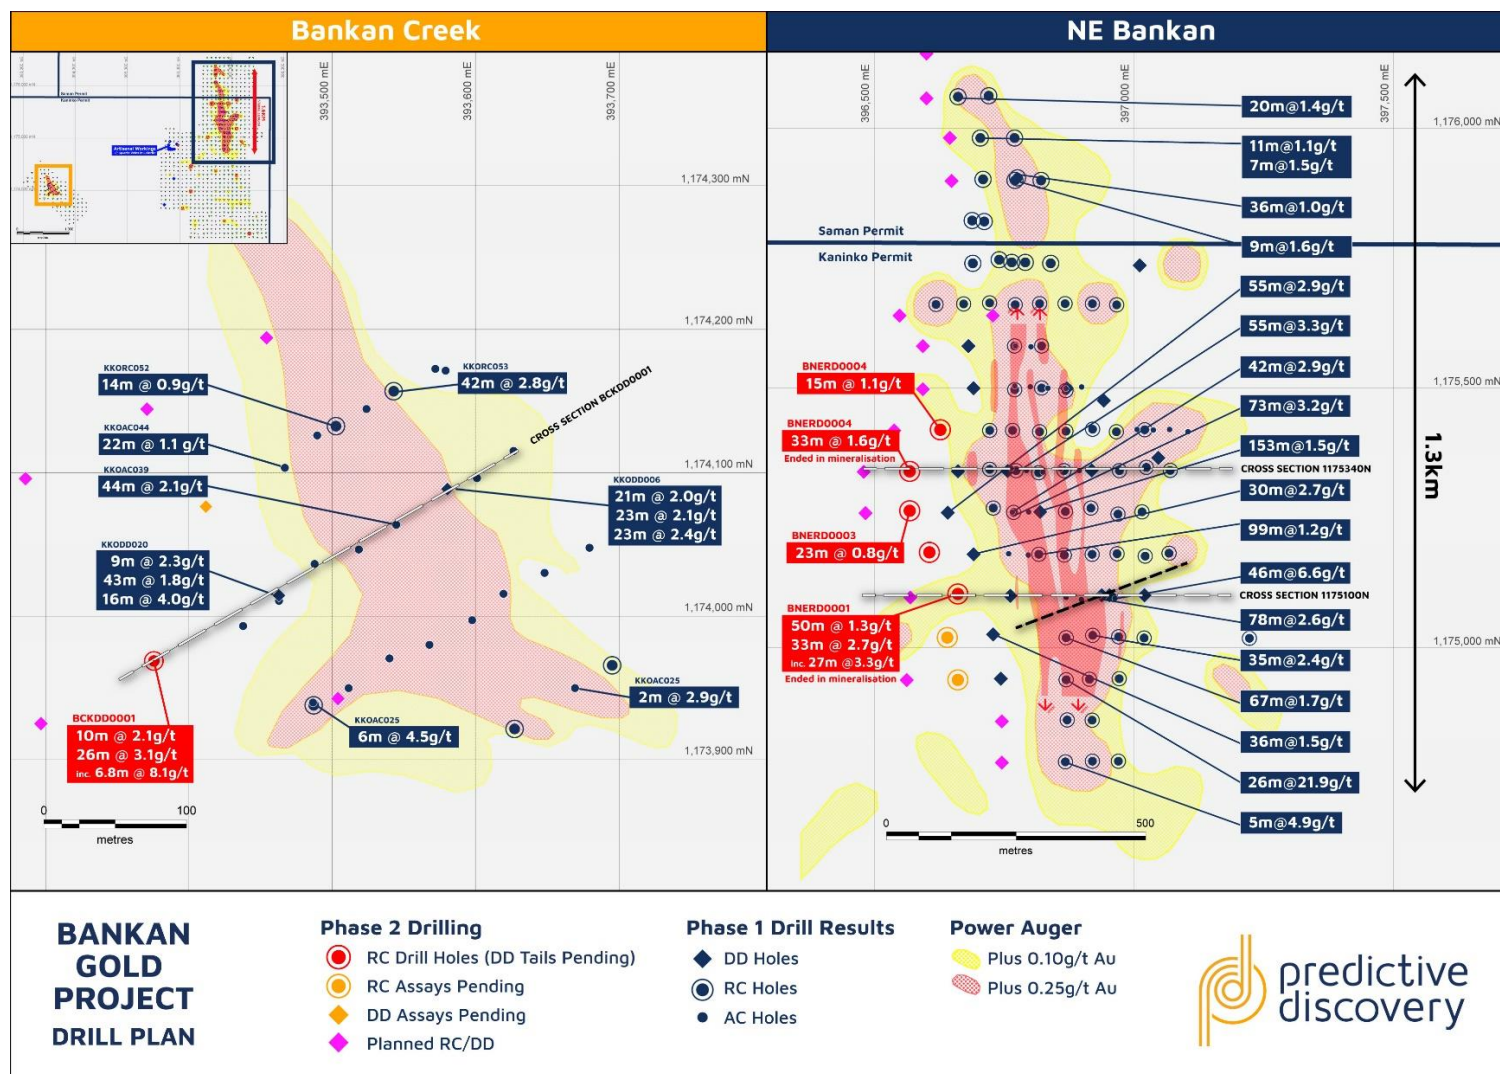 Bankan Creek
NE Bankan
Saman Permit
Kaninko Permit
Artisanal Workings
393,500 mE
393,600 mE
393,700 mE
1,174,300 mN
1,174,200 mN
1,174,100 mN
1,174,000 mN
1,173,900 mN
KKORC052
14m @ 0.9g/t
KKORC053
42m @ 2.8g/t
CROSS SECTION BCKDD0001
KKOAC044
22m @ 1.1 g/t
KKOAC039
44m @ 2.1g/t
KKODD006
21m @ 2.0g/t
23m @ 2.1g/t
23m @ 2.4g/t
KKODD020
9m @ 2.3g/t
43m @ 1.8g/t
16m @ 4.0g/t
KKOAC025
2m @ 2.9g/t
KKOAC025
6m @ 4.5g/t
BCKDD0001
10m @ 2.1g/t
26m @ 3.1g/t
inc. 6.8m @ 8.1g/t
0 100
metres
396,500 mE
397,000 mE
397,500 mE
1,176,000 mN
1,175,500 mN
1,175,000 mN
Saman Permit
Kaninko Permit
20m@1.4g/t
11m@1.1g/t
7m@1.5g/t
36m@1.0g/t
9m@1.6g/t
55m@2.9g/t
55m@3.3g/t
42m@2.9g/t
73m@3.2g/t
153m@1.5g/t
CROSS SECTION 1175340N
30m@2.7g/t
99m@1.2g/t
46m@6.6g/t
CROSS SECTION 1175100N
78m@2.6g/t
35m@2.4g/t
67m@1.7g/t
36m@1.5g/t
26m@21.9g/t
5m@4.9g/t
1.3km
BNERD0004
15m @ 1.1g/t
BNERD0004
33m @ 1.6g/t
Ended in mineralisation
BNERD0003
23m @ 0.8g/t
BNERD0001
50m @ 1.3g/t
33m @ 2.7g/t
inc. 27m @3.3g/t
Ended in mineralisation
0 500
metres
BANKAN
GOLD
PROJECT
DRILL PLAN
Phase 2 Drilling
RC Drill Holes (DD Tails Pending)
RC Assays Pending
DD Assays Pending
Planned RC/DD
Phase 1 Drill Results
DD Holes
RC Holes
AC Holes
Power Auger
Plus 0.10g/t Au
Plus 0.25g/t Au
predictive
discovery